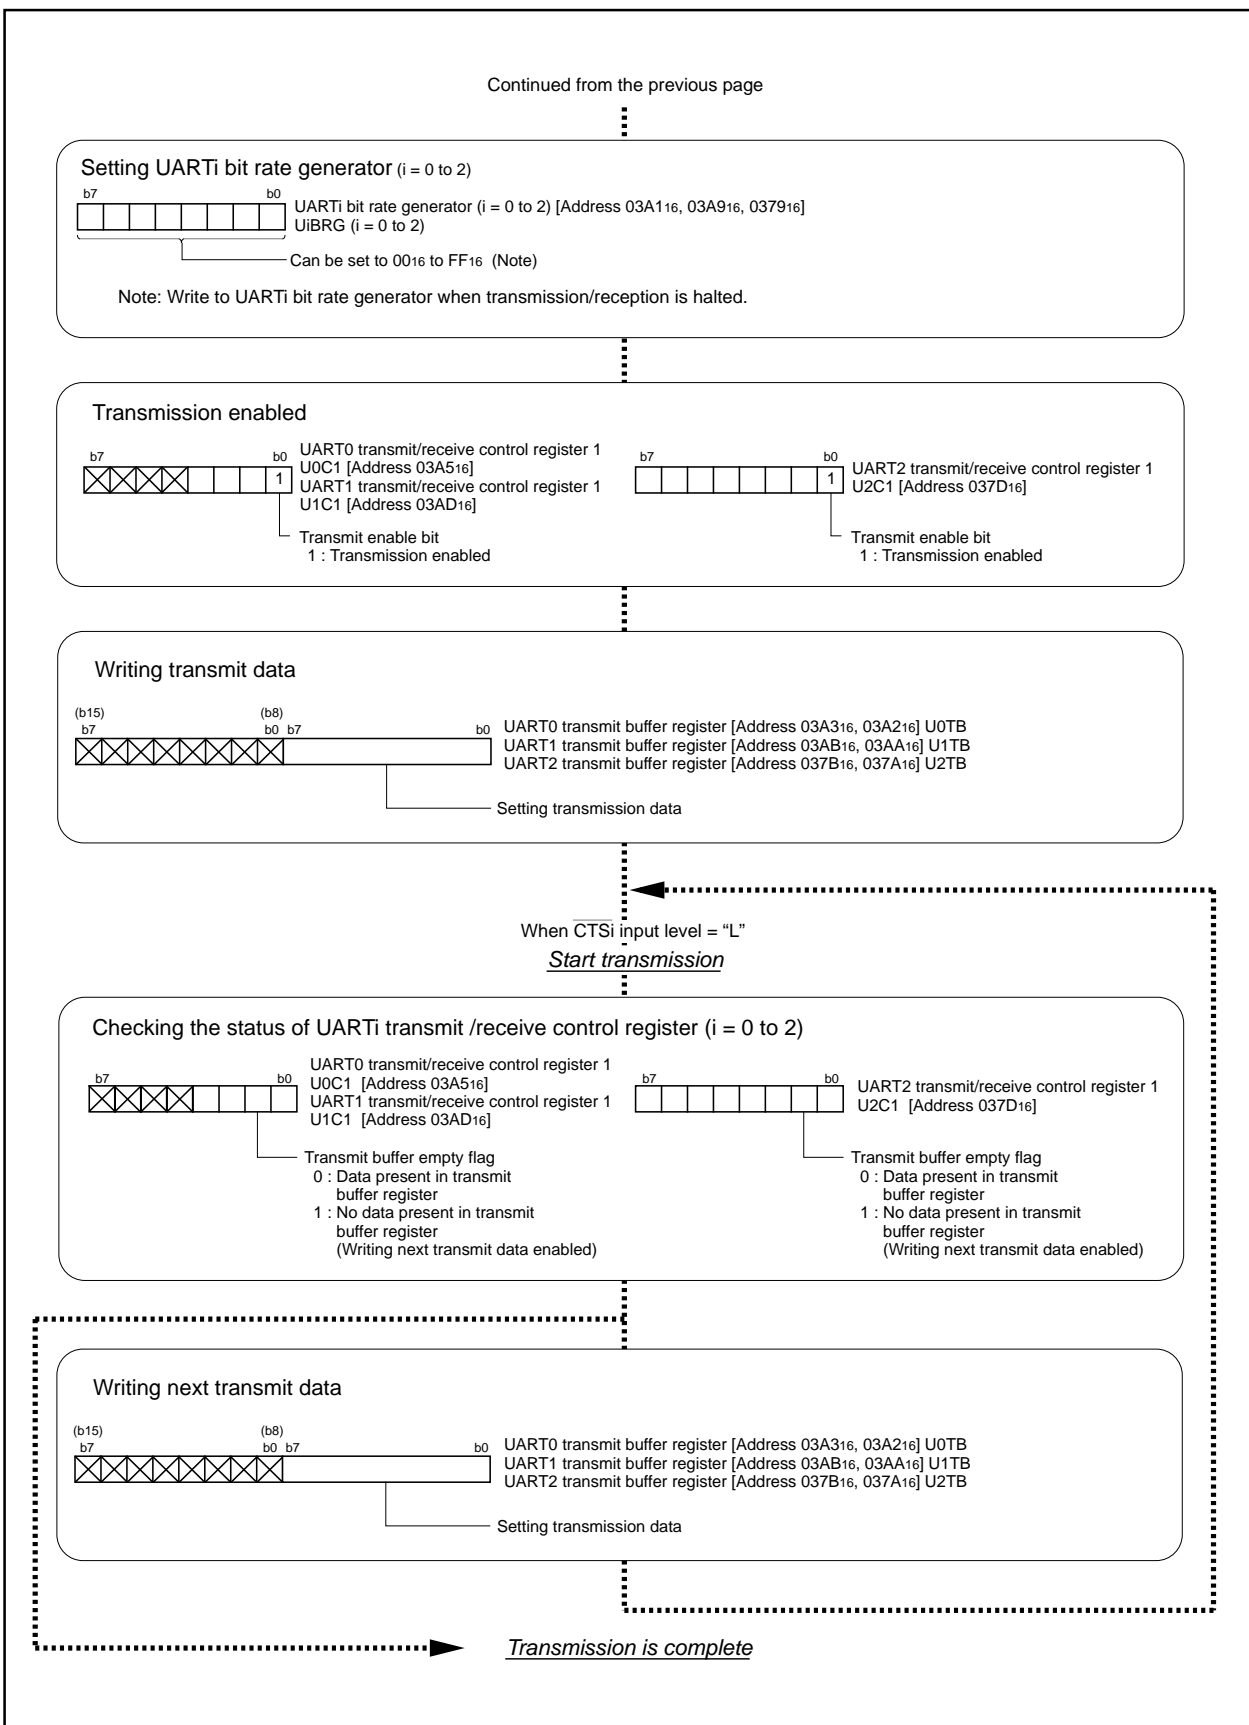 Continued from the previous page
Setting UARTi bit rate generator (i = 0 to 2)
b7 b0
UARTi bit rate generator (i = 0 to 2) [Address 03A116, 03A916, 037916]
UiBRG (i = 0 to 2)
Can be set to 0016 to FF16 (Note)
Note: Write to UARTi bit rate generator when transmission/reception is halted.
Transmission enabled
b7 b0
1
UART0 transmit/receive control register 1
U0C1 [Address 03A516]
UART1 transmit/receive control register 1
U1C1 [Address 03AD16]
Transmit enable bit
1 : Transmission enabled
b7 b0
1
UART2 transmit/receive control register 1
U2C1 [Address 037D16]
Transmit enable bit
1 : Transmission enabled
Writing transmit data
(b15) (b8)
b7 b0 b7 b0
UART0 transmit buffer register [Address 03A316, 03A216] U0TB
UART1 transmit buffer register [Address 03AB16, 03AA16] U1TB
UART2 transmit buffer register [Address 037B16, 037A16] U2TB
Setting transmission data
When CTSi input level = “L”
Start transmission
Checking the status of UARTi transmit /receive control register (i = 0 to 2)
b7 b0
UART0 transmit/receive control register 1
U0C1 [Address 03A516]
UART1 transmit/receive control register 1
U1C1 [Address 03AD16]
Transmit buffer empty flag
0 : Data present in transmit
buffer register
1 : No data present in transmit
buffer register
(Writing next transmit data enabled)
b7 b0
UART2 transmit/receive control register 1
U2C1 [Address 037D16]
Transmit buffer empty flag
0 : Data present in transmit
buffer register
1 : No data present in transmit
buffer register
(Writing next transmit data enabled)
Writing next transmit data
(b15) (b8)
b7 b0 b7 b0
UART0 transmit buffer register [Address 03A316, 03A216] U0TB
UART1 transmit buffer register [Address 03AB16, 03AA16] U1TB
UART2 transmit buffer register [Address 037B16, 037A16] U2TB
Setting transmission data
Transmission is complete